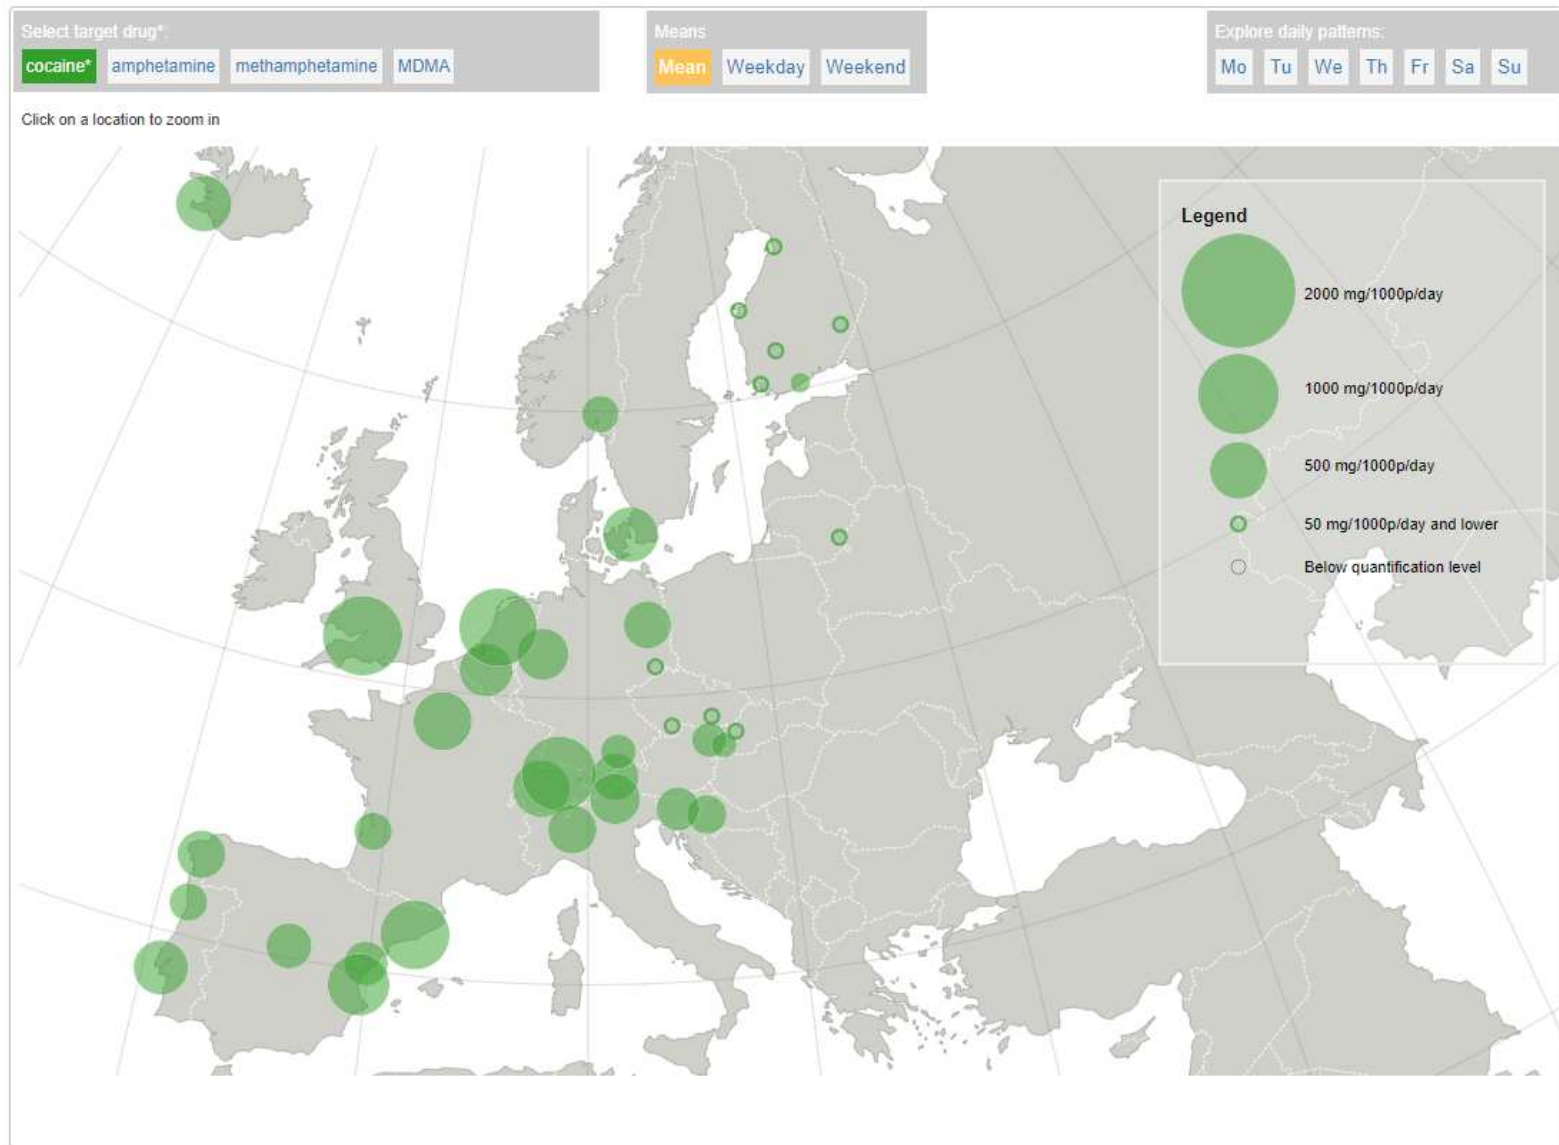 Select target drug*:
cocaine* amphetamine methamphetamine MDMA
Means
Mean Weekday Weekend
Explore daily patterns:
Mo Tu We Th Fr Sa Su
Click on a location to zoom in
Legend
2000 mg/1000p/day
1000 mg/1000p/day
500 mg/1000p/day
50 mg/1000p/day and lower
Below quantification level